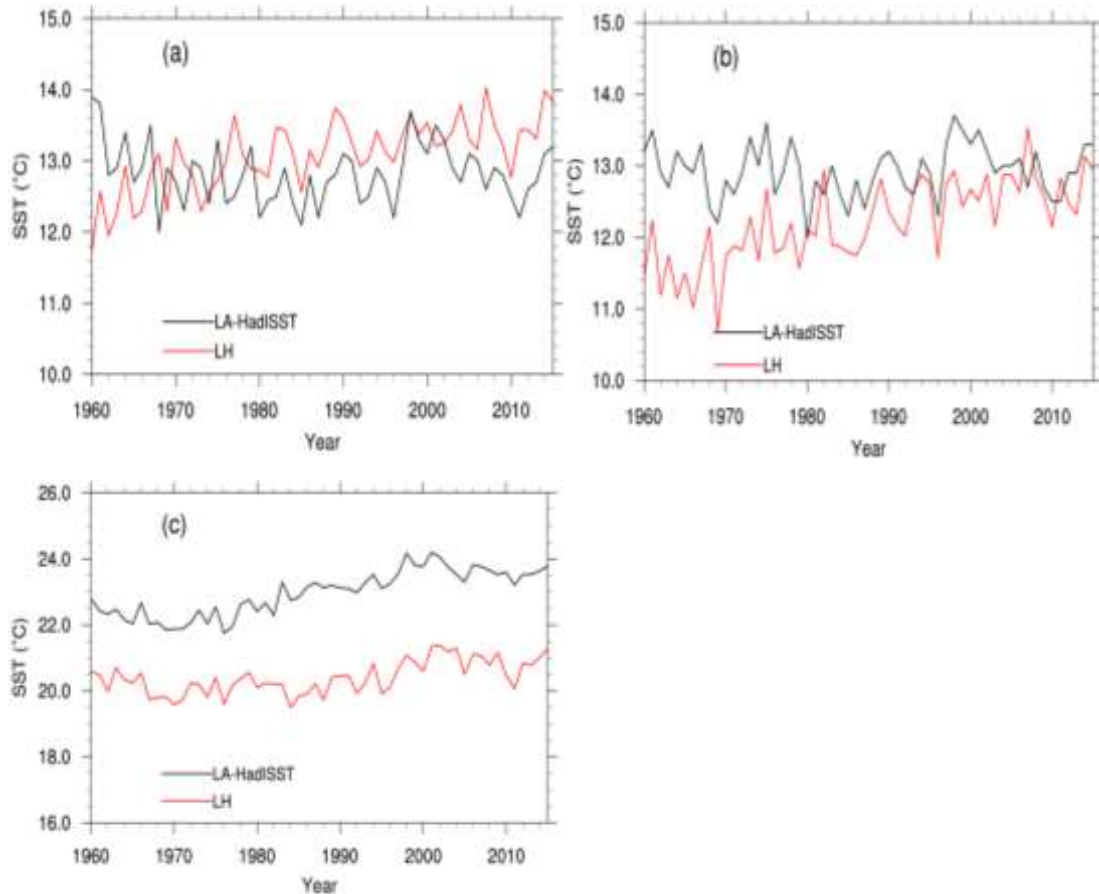 15.0
(a)
14.0
13.0
SST (°C)
12.0
11.0
LA-HadISST
LH
10.0
1960 1970 1980 1990 2000 2010
Year
15.0
(b)
14.0
13.0
SST (°C)
12.0
11.0
LA-HadISST
LH
10.0
1960 1970 1980 1990 2000 2010
Year
26.0
(c)
24.0
22.0
SST (°C)
20.0
18.0
LA-HadISST
LH
16.0
1960 1970 1980 1990 2000 2010
Year